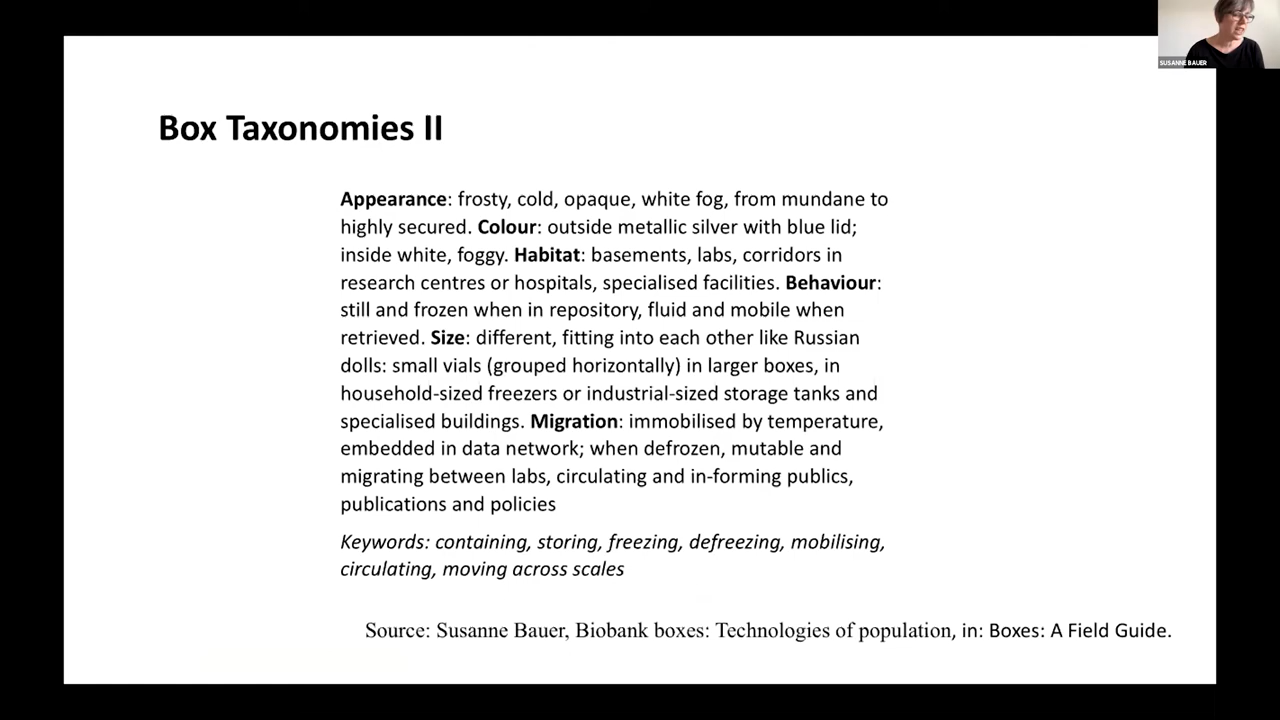 SUSANNE BAUER
Box Taxonomies II
Appearance: frosty, cold, opaque, white fog, from mundane to
highly secured. Colour: outside metallic silver with blue lid;
inside white, foggy. Habitat: basements, labs, corridors in
research centres or hospitals, specialised facilities. Behaviour:
still and frozen when in repository, fluid and mobile when
retrieved. Size: different, fitting into each other like Russian
dolls: small vials (grouped horizontally) in larger boxes, in
household-sized freezers or industrial-sized storage tanks and
specialised buildings. Migration: immobilised by temperature,
embedded in data network; when defrozen, mutable and
migrating between labs, circulating and in-forming publics,
publications and policies
Keywords: containing, storing, freezing, defreezing, mobilising,
circulating, moving across scales
Source: Susanne Bauer, Biobank boxes: Technologies of population, in: Boxes: A Field Guide.